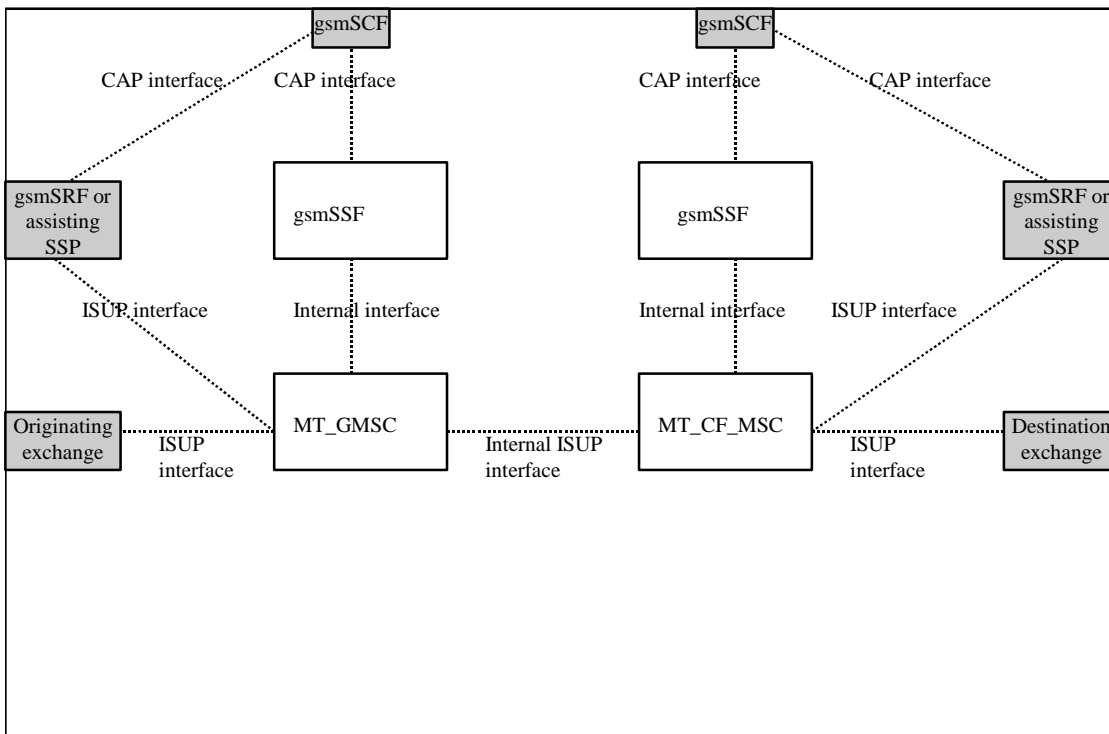 gsmSCF
gsmSCF
CAP interface
CAP interface
CAP interface
CAP interface
gsmSRF or
assisting
SSP
gsmSSF
gsmSSF
gsmSRF or
assisting
SSP
ISUP interface
Internal interface
Internal interface
ISUP interface
Originating
exchange
ISUP
interface
MT_GMSC
Internal ISUP
interface
MT_CF_MSC
ISUP
interface
Destination
exchange